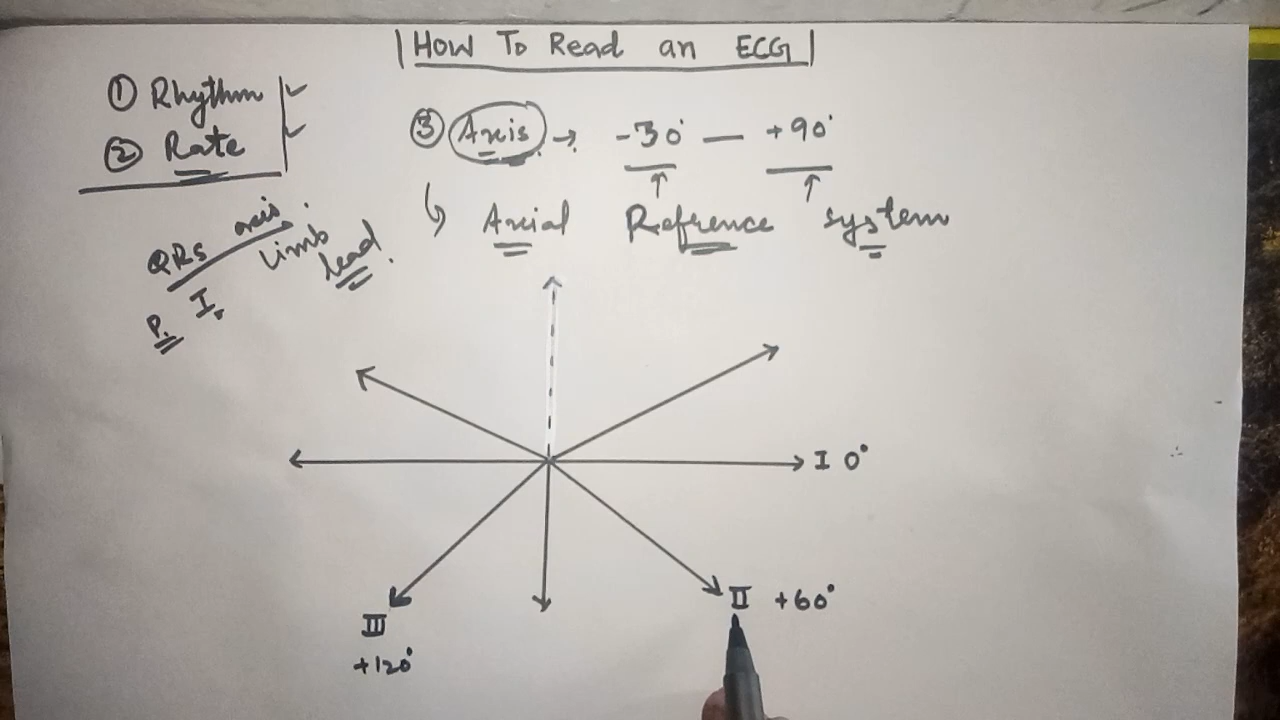 How To Read an ECG
① Rhythm ✓
② Rate ✓
③ Axis → -30° — +90°
Axial Refrence system
QRS axis
limb
lead
I
P
I 0°
II +60°
III
+120°